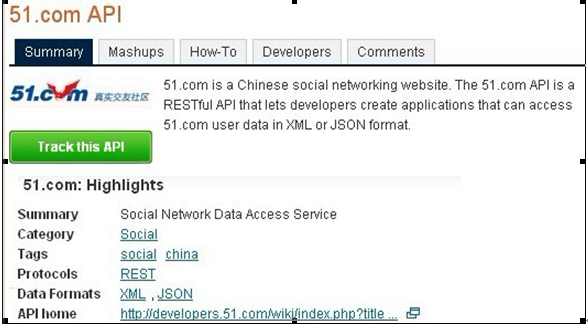 51.com API
Summary Mashups How-To Developers Comments
51.com 真实交友社区
51.com is a Chinese social networking website. The 51.com API is a
RESTful API that lets developers create applications that can access
51.com user data in XML or JSON format.
Track this API
51.com: Highlights
Summary Social Network Data Access Service
Category Social
Tags social china
Protocols REST
Data Formats XML , JSON
API home http://developers.51.com/wiki/index.php?title ...